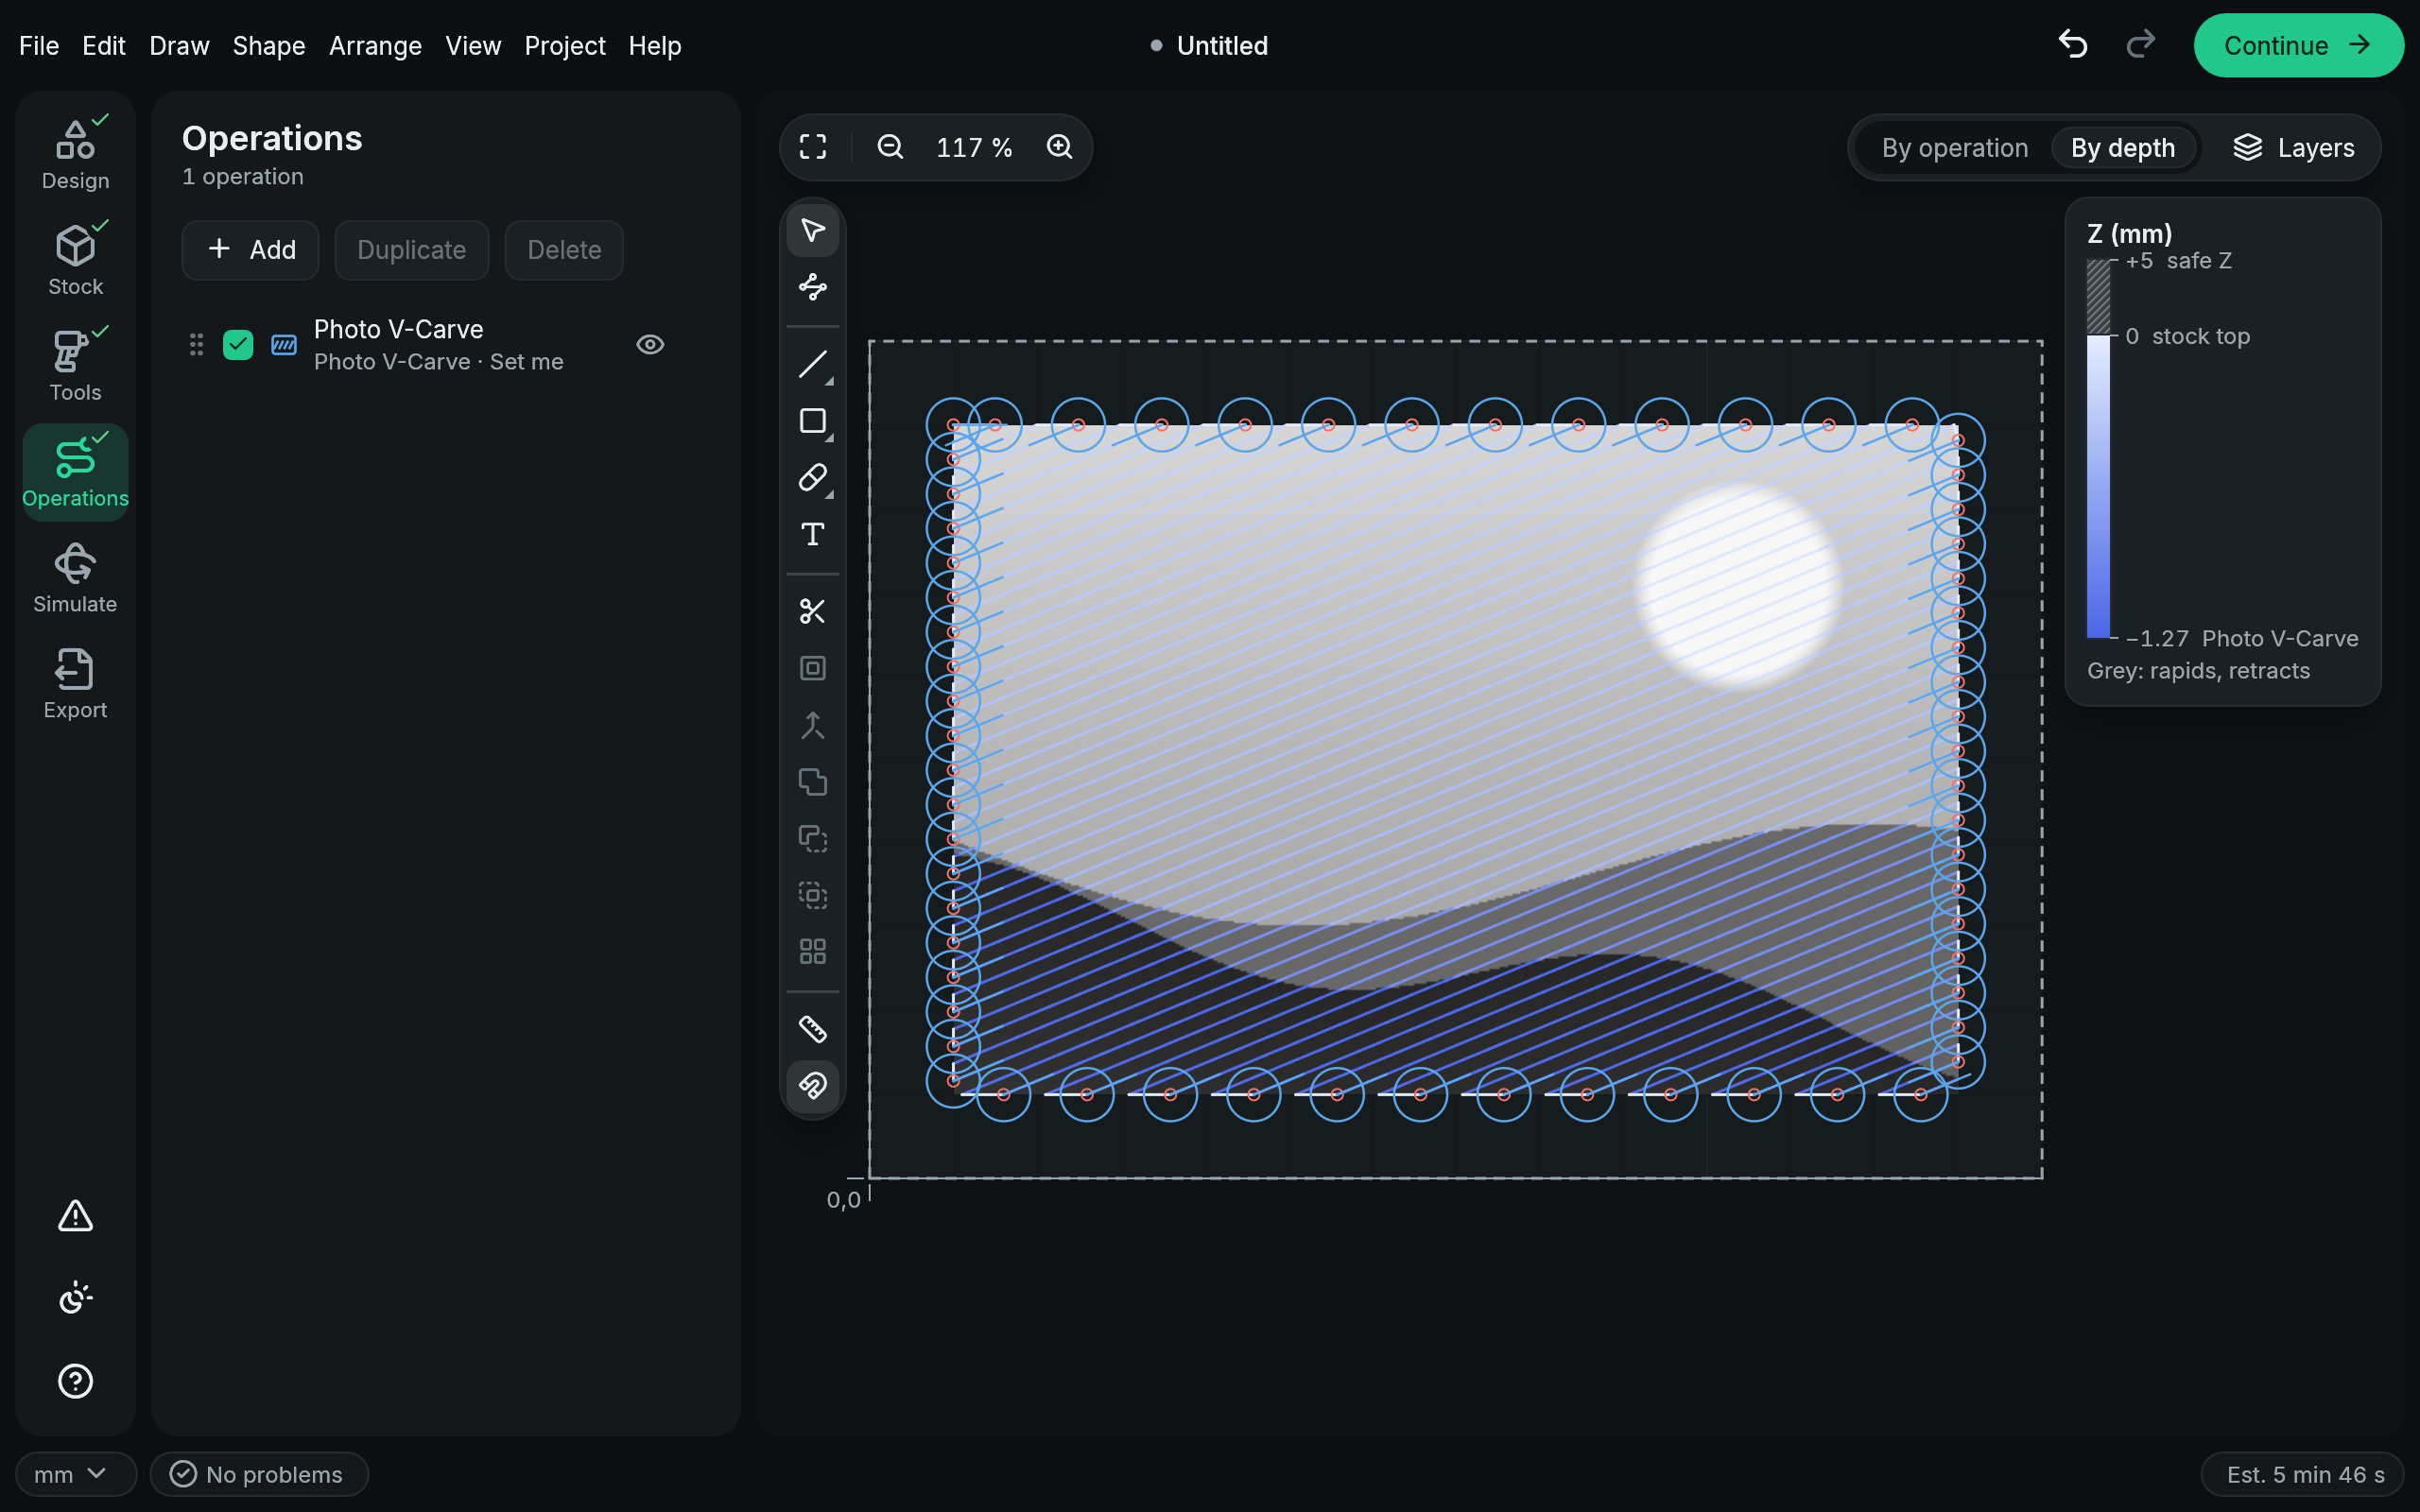 File Edit Draw Shape Arrange View Project Help
Untitled
Continue
Design
Stock
Tools
Operations
Simulate
Export
Operations
1 operation
Add
Duplicate
Delete
Photo V-Carve
Photo V-Carve · Set me
117 %
By operation
By depth
Layers
Z (mm)
+5 safe Z
0 stock top
−1.27 Photo V-Carve
Grey: rapids, retracts
0,0
mm
No problems
Est. 5 min 46 s